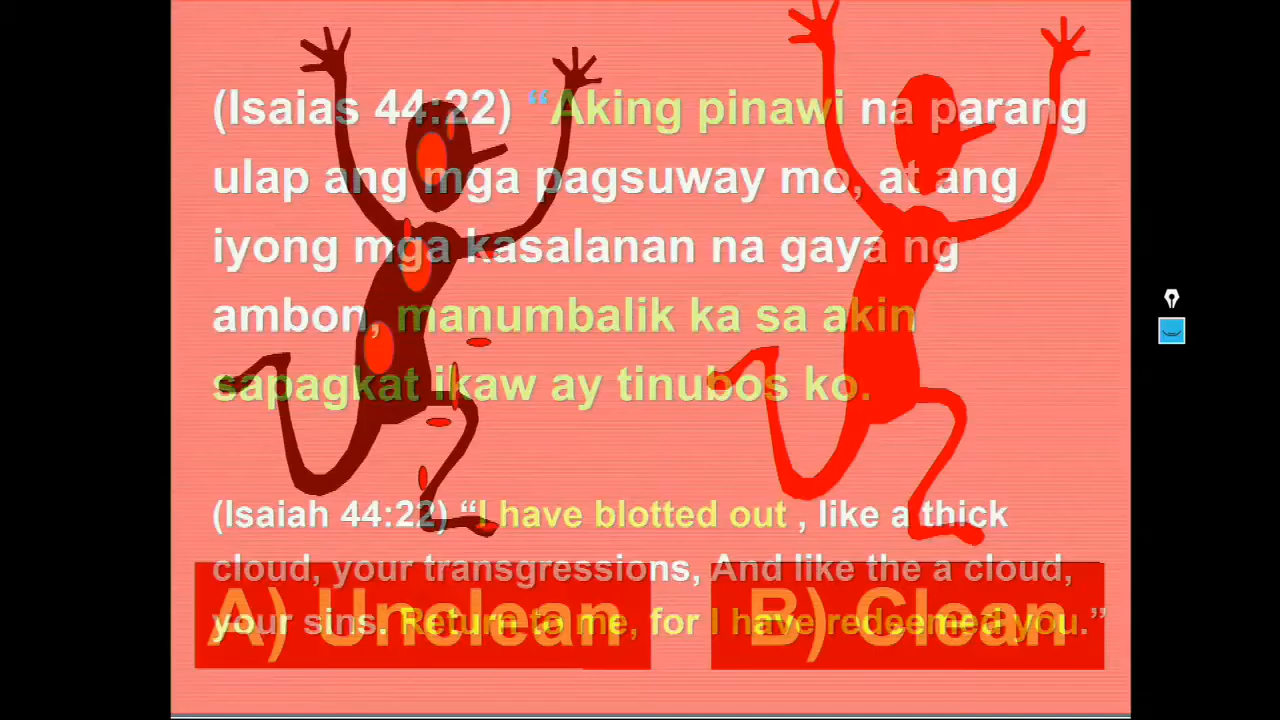 (Isaias 44:22) “Aking pinawi na parang
ulap ang mga pagsuway mo, at ang
iyong mga kasalanan na gaya ng
ambon, manumbalik ka sa akin
sapagkat ikaw ay tinubos ko.
(Isaiah 44:22) “I have blotted out , like a thick
cloud, your transgressions, And like the a cloud,
your sins. Return to me, for I have redeemed you.”
A) Unclean
B) Clean